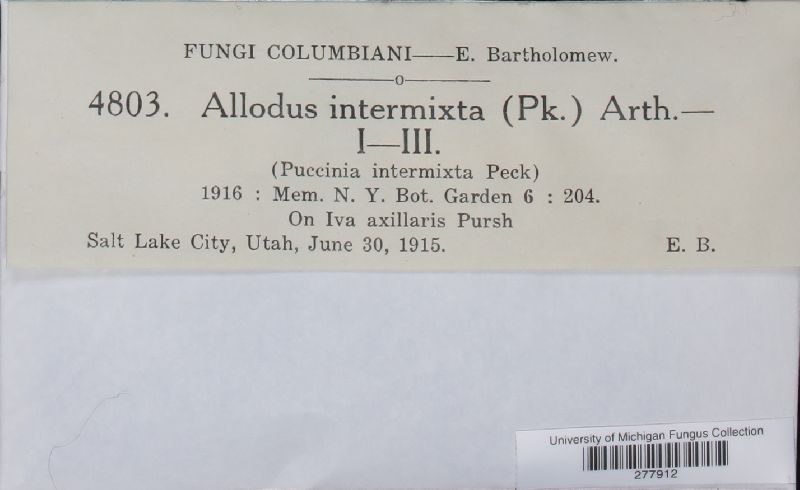 FUNGI COLUMBIANI——E. Bartholomew.
o
4803. Allodus intermixta (Pk.) Arth.—
I—III.
(Puccinia intermixta Peck)
1916 : Mem. N. Y. Bot. Garden 6 : 204.
On Iva axillaris Pursh
Salt Lake City, Utah, June 30, 1915. E. B.
University of Michigan Fungus Collection
277912